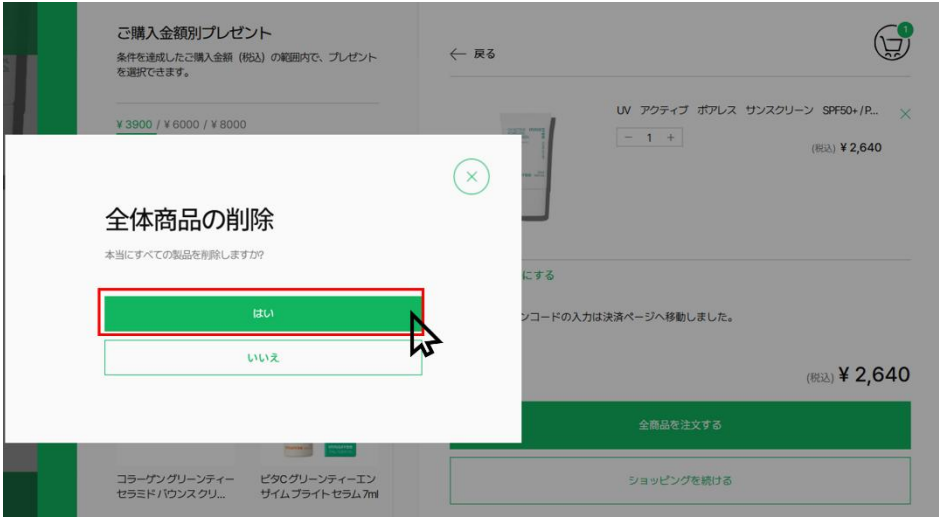 ご購入金額別プレゼント
条件を達成したご購入金額（税込）の範囲内で、プレゼント
を選択できます。
¥ 3900 / ¥ 6000 / ¥ 8000
全体商品の削除
本当にすべての製品を削除しますか?
はい
いいえ
コラーゲン グリーンティー
セラミド バウンス クリ...
ビタC グリーンティー エン
ザイム ブライト セラム 7ml
← 戻る
1
UV アクティブ ポアレス サンスクリーン SPF50+/P...
− 1 +
(税込) ¥ 2,640
にする
ンコードの入力は決済ページへ移動しました。
(税込) ¥ 2,640
全商品を注文する
ショッピングを続ける